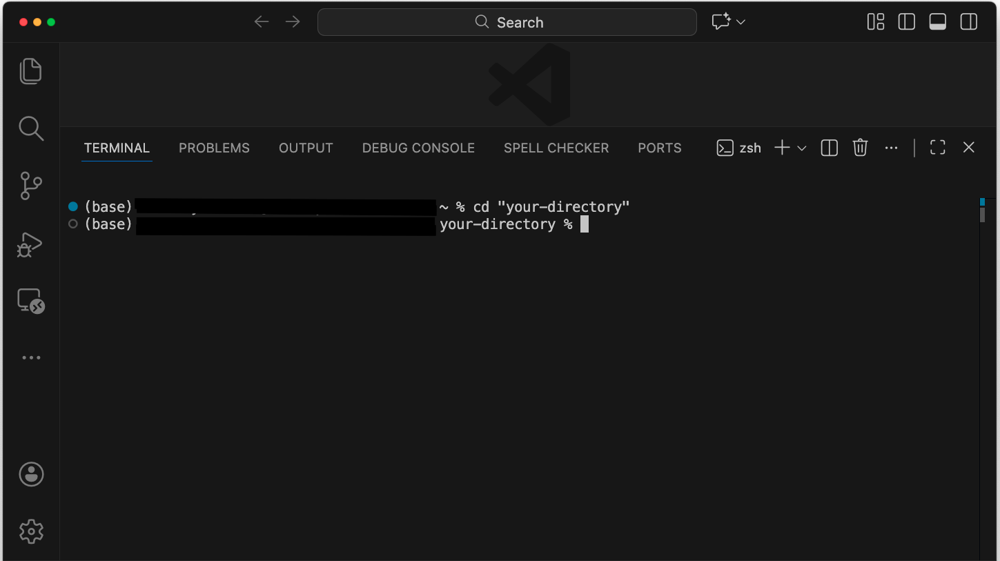 Search
TERMINAL PROBLEMS OUTPUT DEBUG CONSOLE SPELL CHECKER PORTS zsh
(base) ~ % cd "your-directory"
(base) your-directory %